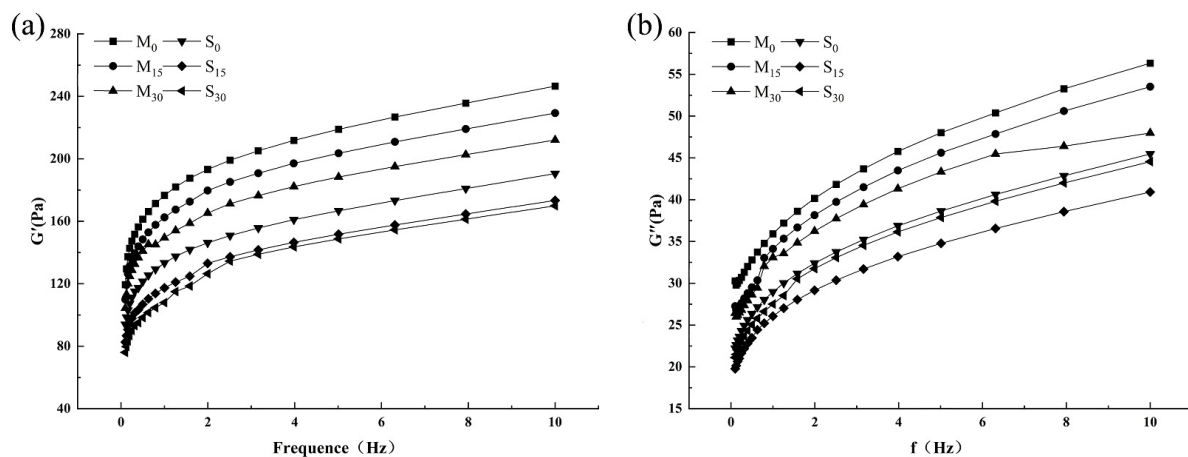 (a)
280
240
200
160
120
80
40
G'(Pa)
M₀ S₀
M₁₅ S₁₅
M₃₀ S₃₀
0 2 4 6 8 10
Frequence（Hz）
(b)
60
55
50
45
40
35
30
25
20
15
G″(Pa)
M₀ S₀
M₁₅ S₁₅
M₃₀ S₃₀
0 2 4 6 8 10
f（Hz）